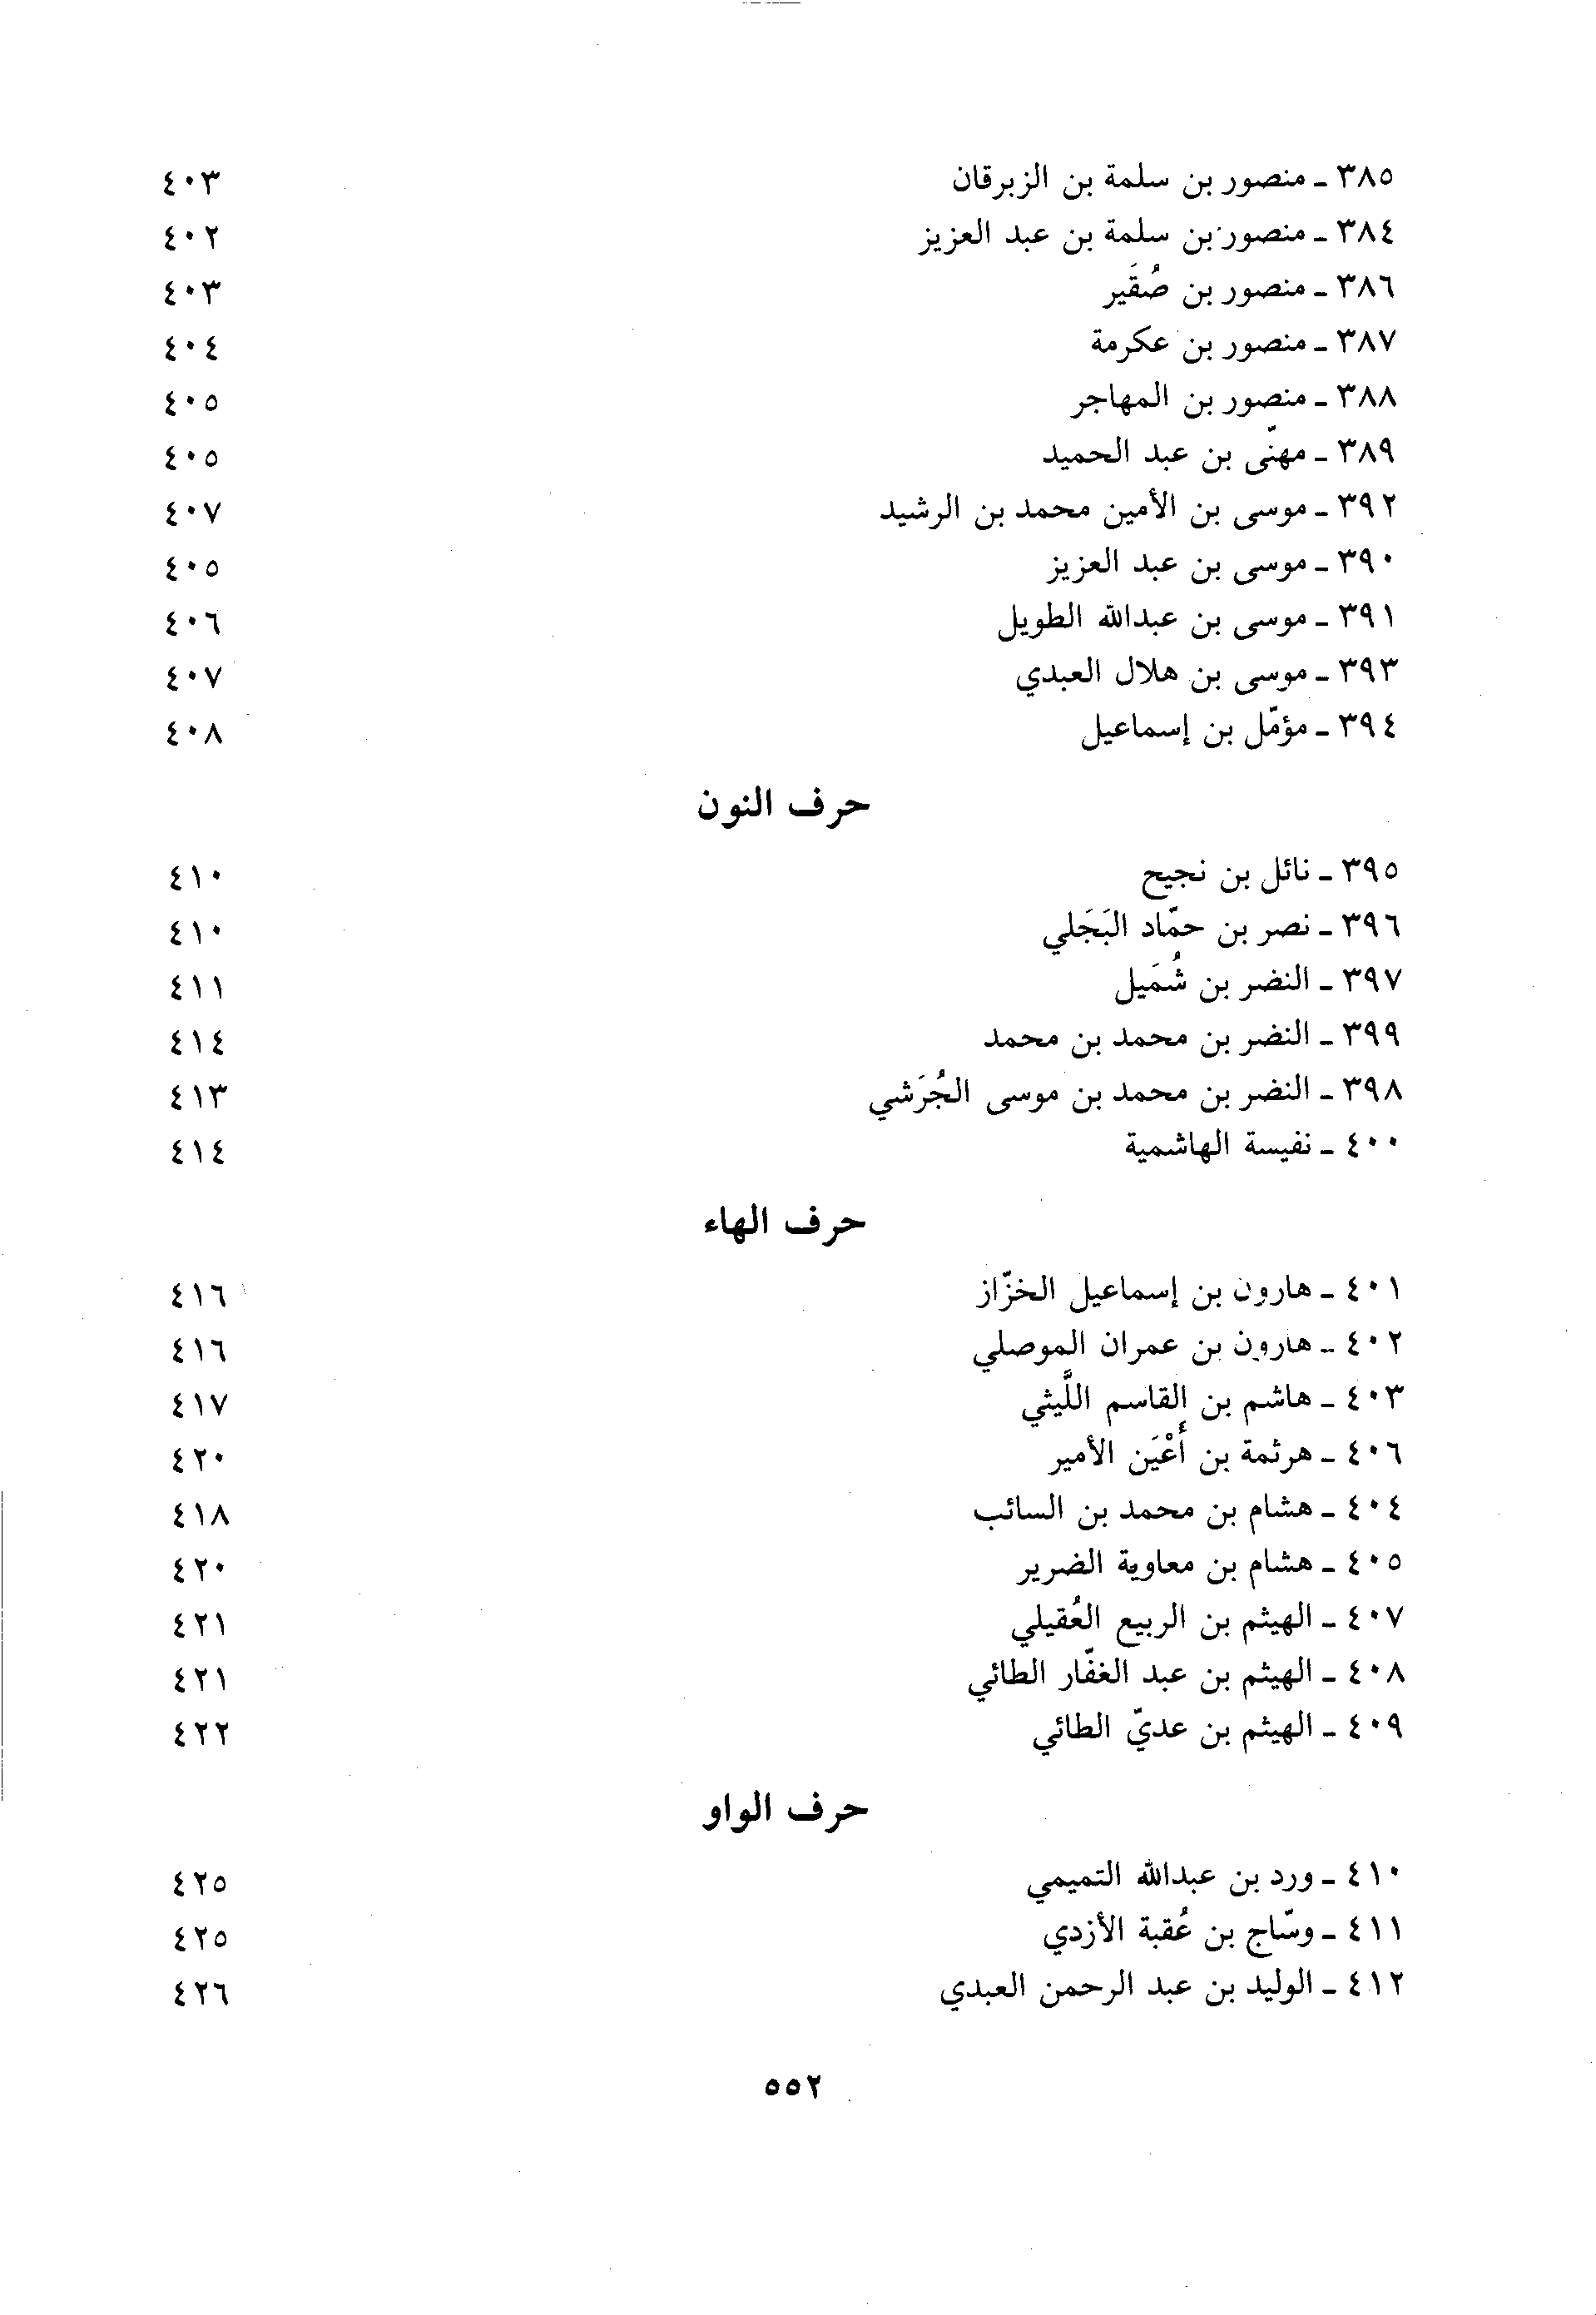 ٣٨٥ - منصور بن سلمة بن الزبرقان ٤٠٣
٣٨٤ - منصور بن سلمة بن عبد العزيز ٤٠٢
٣٨٦ - منصور بن صُقَير ٤٠٣
٣٨٧ - منصور بن عكرمة ٤٠٤
٣٨٨ - منصور بن المهاجر ٤٠٥
٣٨٩ - مهنّى بن عبد الحميد ٤٠٥
٣٩٢ - موسى بن الأمين محمد بن الرشيد ٤٠٧
٣٩٠ - موسى بن عبد العزيز ٤٠٥
٣٩١ - موسى بن عبدالله الطويل ٤٠٦
٣٩٣ - موسى بن هلال العبدي ٤٠٧
٣٩٤ - مؤمّل بن إسماعيل ٤٠٨
حرف النون
٣٩٥ - نائل بن نجيح ٤١٠
٣٩٦ - نصر بن حمّاد البَجَلي ٤١٠
٣٩٧ - النضر بن شُمَيل ٤١١
٣٩٩ - النضر بن محمد بن محمد ٤١٤
٣٩٨ - النضر بن محمد بن موسى الجُرَشي ٤١٣
٤٠٠ - نفيسة الهاشمية ٤١٤
حرف الهاء
٤٠١ - هارون بن إسماعيل الخزّاز ٤١٦
٤٠٢ - هارون بن عمران الموصلي ٤١٦
٤٠٣ - هاشم بن القاسم اللَّيثي ٤١٧
٤٠٦ - هرثمة بن أَعْيَن الأمير ٤٢٠
٤٠٤ - هشام بن محمد بن السائب ٤١٨
٤٠٥ - هشام بن معاوية الضرير ٤٢٠
٤٠٧ - الهيثم بن الربيع العُقيلي ٤٢١
٤٠٨ - الهيثم بن عبد الغفّار الطائي ٤٢١
٤٠٩ - الهيثم بن عديّ الطائي ٤٢٢
حرف الواو
٤١٠ - ورد بن عبدالله التميمي ٤٢٥
٤١١ - وسّاج بن عُقبة الأزدي ٤٢٥
٤١٢ - الوليد بن عبد الرحمن العبدي ٤٢٦
٥٥٢